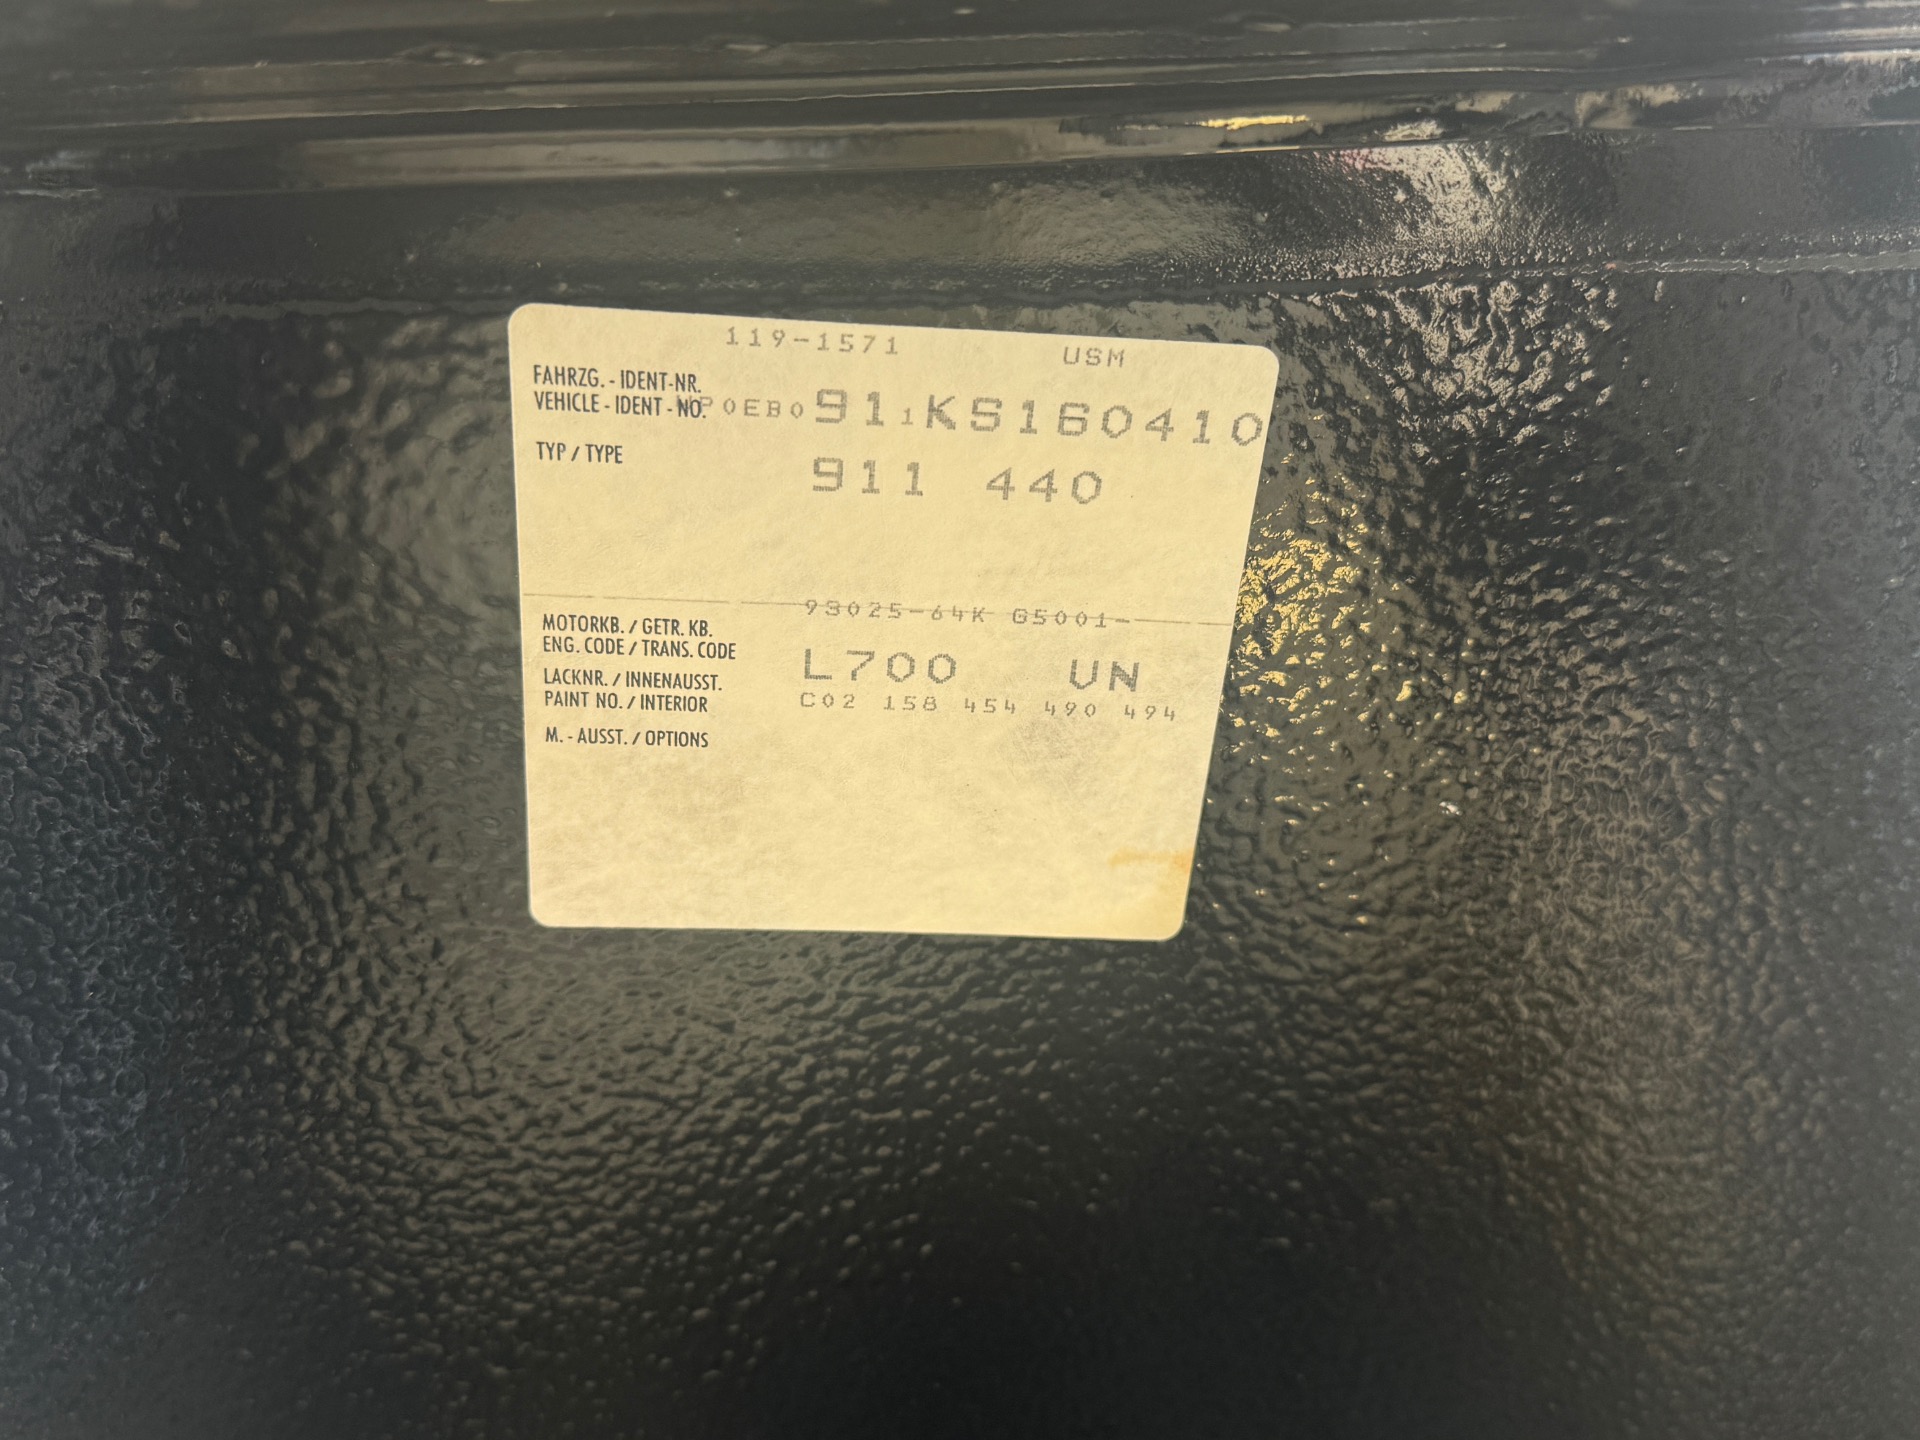 119-1571 USM
FAHRZG. - IDENT-NR.
VEHICLE - IDENT - NO. WP0EB0911KS160410
TYP / TYPE 911 440
93025-64K G5001-
MOTORKB. / GETR. KB.
ENG. CODE / TRANS. CODE
L700 UN
LACKNR. / INNENAUSST.
PAINT NO. / INTERIOR
C02 158 454 490 494
M. - AUSST. / OPTIONS